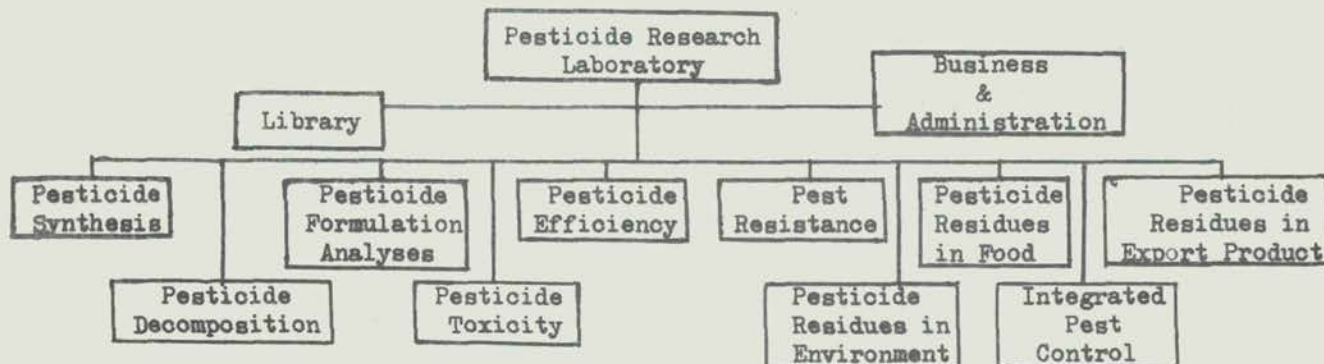 Pesticide Research
Laboratory
Business
&
Administration
Library
Pesticide
Synthesis
Pesticide
Formulation
Analyses
Pesticide
Efficiency
Pest
Resistance
Pesticide
Residues
in Food
Pesticide
Residues in
Export Product
Pesticide
Decomposition
Pesticide
Toxicity
Pesticide
Residues in
Environment
Integrated
Pest
Control